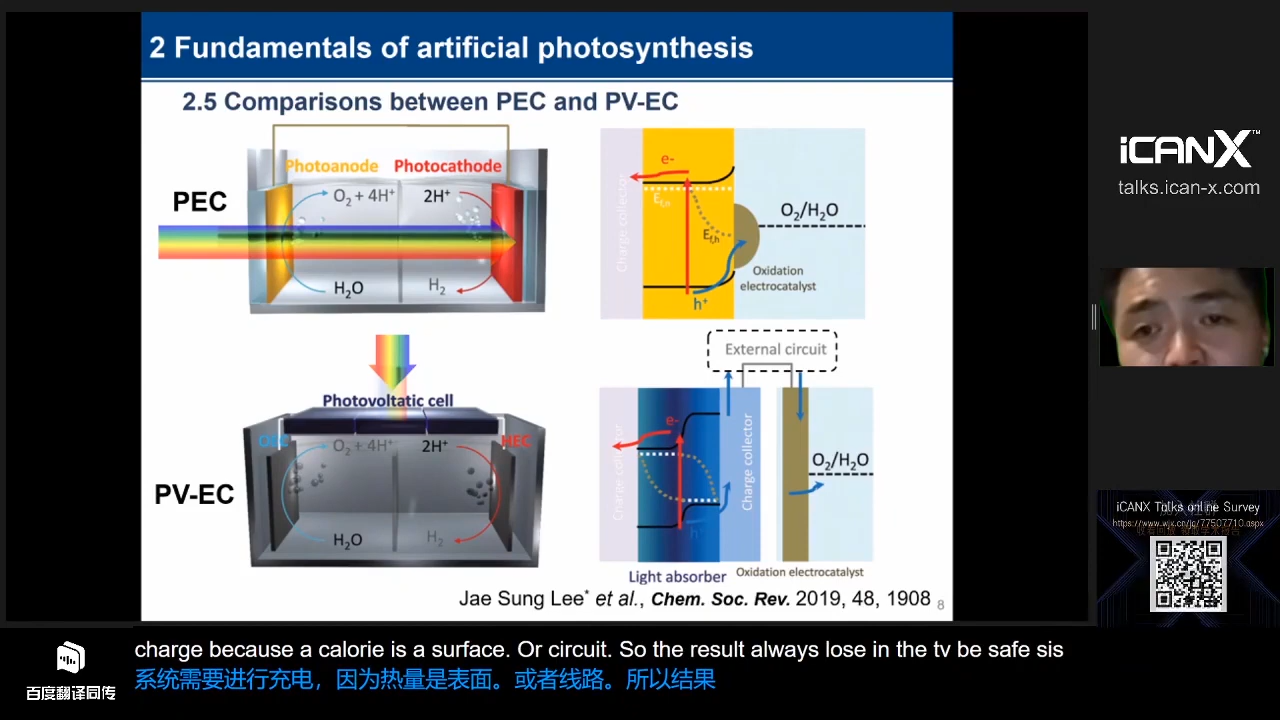 2 Fundamentals of artificial photosynthesis
2.5 Comparisons between PEC and PV-EC
Photoanode
Photocathode
PEC
O₂ + 4H⁺
2H⁺
H₂O
H₂
Charge collector
e-
Ef,n
Ef,h
h⁺
O₂/H₂O
Oxidation
electrocatalyst
External circuit
Photovoltatic cell
PV-EC
HEC
O₂ + 4H⁺
2H⁺
H₂O
H₂
e-
Charge collector
O₂/H₂O
Light absorber
Oxidation electrocatalyst
Jae Sung Lee* et al., Chem. Soc. Rev. 2019, 48, 1908
8
iCANX™
talks.ican-x.com
iCANX Talks online Survey
https://www.wjx.cn/jq/77507710.aspx
百度翻译同传
charge because a calorie is a surface. Or circuit. So the result always lose in the tv be safe sis
系统需要进行充电，因为热量是表面。或者线路。所以结果